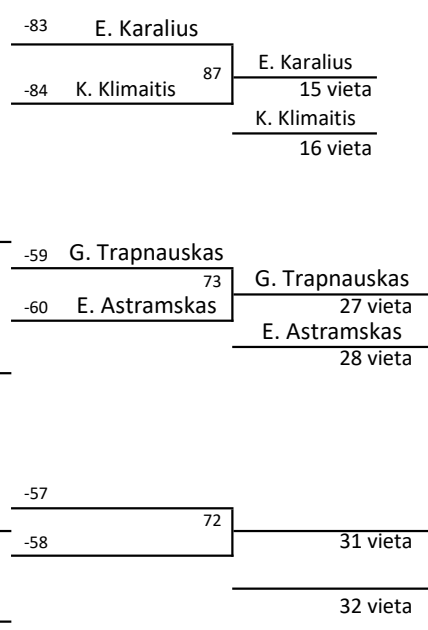 -83 E. Karalius
87 E. Karalius
-84 K. Klimaitis 15 vieta
K. Klimaitis
16 vieta
-59 G. Trapnauskas
73 G. Trapnauskas
-60 E. Astramskas 27 vieta
E. Astramskas
28 vieta
-57
72
-58 31 vieta
32 vieta